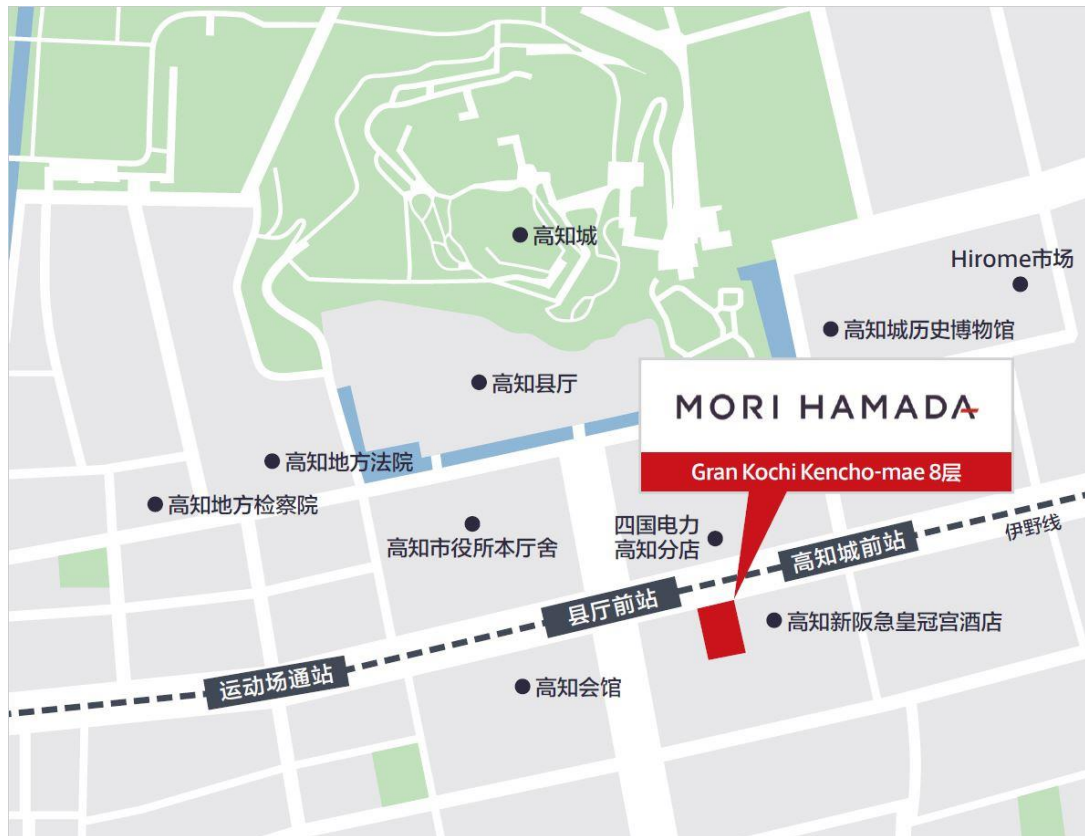 高知城
Hirome市场
高知城历史博物馆
高知县厅
MORI HAMADA
Gran Kochi Kencho-mae 8层
高知地方法院
高知地方检察院
高知市役所本厅舍
四国电力
高知分店
伊野线
高知城前站
县厅前站
高知新阪急皇冠宫酒店
运动场通站
高知会馆